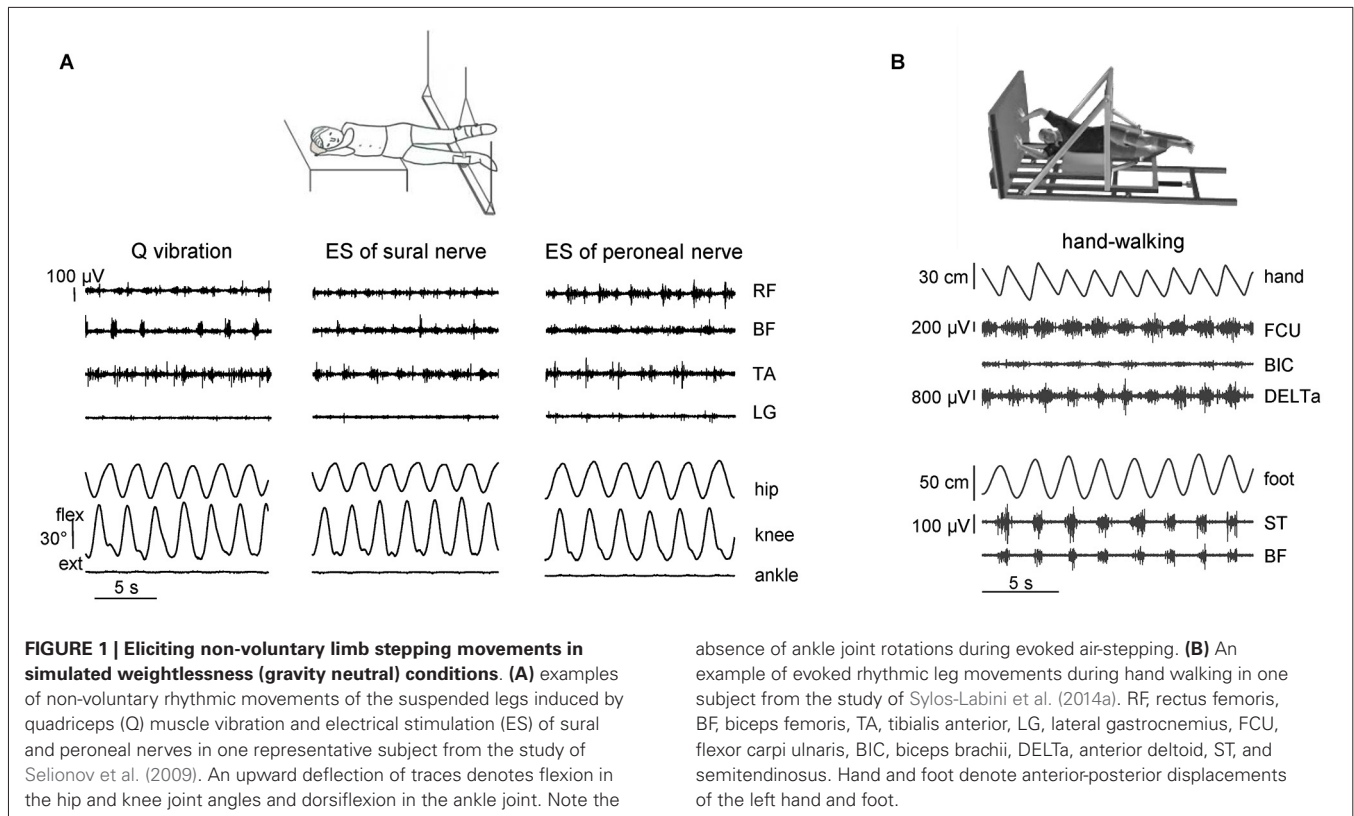 A
B
Q vibration
ES of sural nerve
ES of peroneal nerve
100 µV
RF
BF
TA
LG
hip
flex
30°
knee
ext
ankle
5 s
hand-walking
30 cm
hand
200 µV
FCU
BIC
800 µV
DELTa
50 cm
foot
100 µV
ST
BF
5 s
FIGURE 1 | Eliciting non-voluntary limb stepping movements in
simulated weightlessness (gravity neutral) conditions. (A) examples
of non-voluntary rhythmic movements of the suspended legs induced by
quadriceps (Q) muscle vibration and electrical stimulation (ES) of sural
and peroneal nerves in one representative subject from the study of
Selionov et al. (2009). An upward deflection of traces denotes flexion in
the hip and knee joint angles and dorsiflexion in the ankle joint. Note the
absence of ankle joint rotations during evoked air-stepping. (B) An
example of evoked rhythmic leg movements during hand walking in one
subject from the study of Sylos-Labini et al. (2014a). RF, rectus femoris,
BF, biceps femoris, TA, tibialis anterior, LG, lateral gastrocnemius, FCU,
flexor carpi ulnaris, BIC, biceps brachii, DELTa, anterior deltoid, ST, and
semitendinosus. Hand and foot denote anterior-posterior displacements
of the left hand and foot.